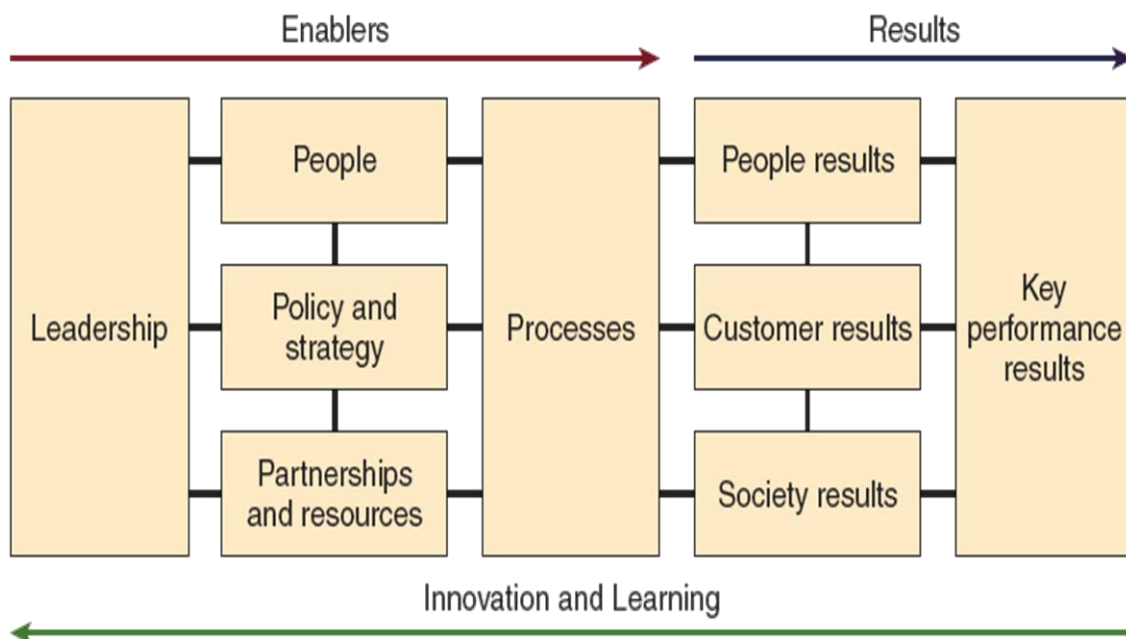 Enablers
Results
Leadership
People
Policy and
strategy
Partnerships
and resources
Processes
People results
Customer results
Society results
Key
performance
results
Innovation and Learning